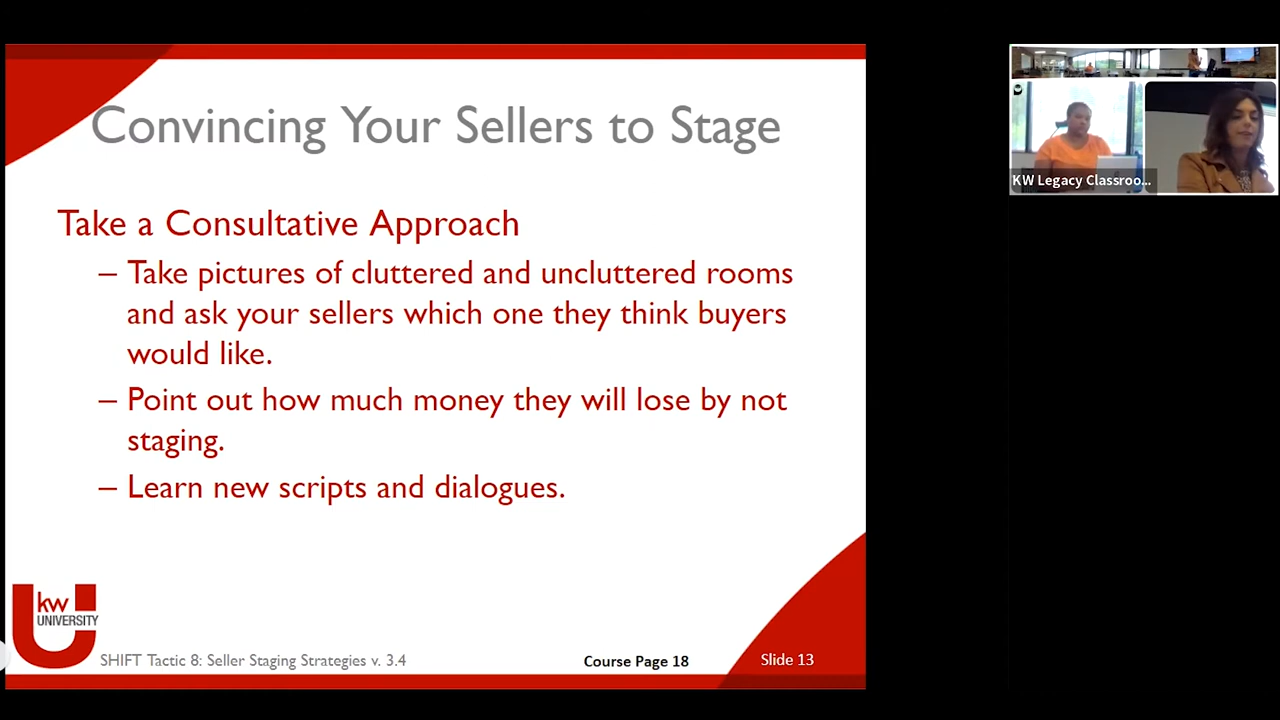 Convincing Your Sellers to Stage
Take a Consultative Approach
– Take pictures of cluttered and uncluttered rooms
and ask your sellers which one they think buyers
would like.
– Point out how much money they will lose by not
staging.
– Learn new scripts and dialogues.
kw
UNIVERSITY
SHIFT Tactic 8: Seller Staging Strategies v. 3.4
Course Page 18
Slide 13
KW Legacy Classroo...